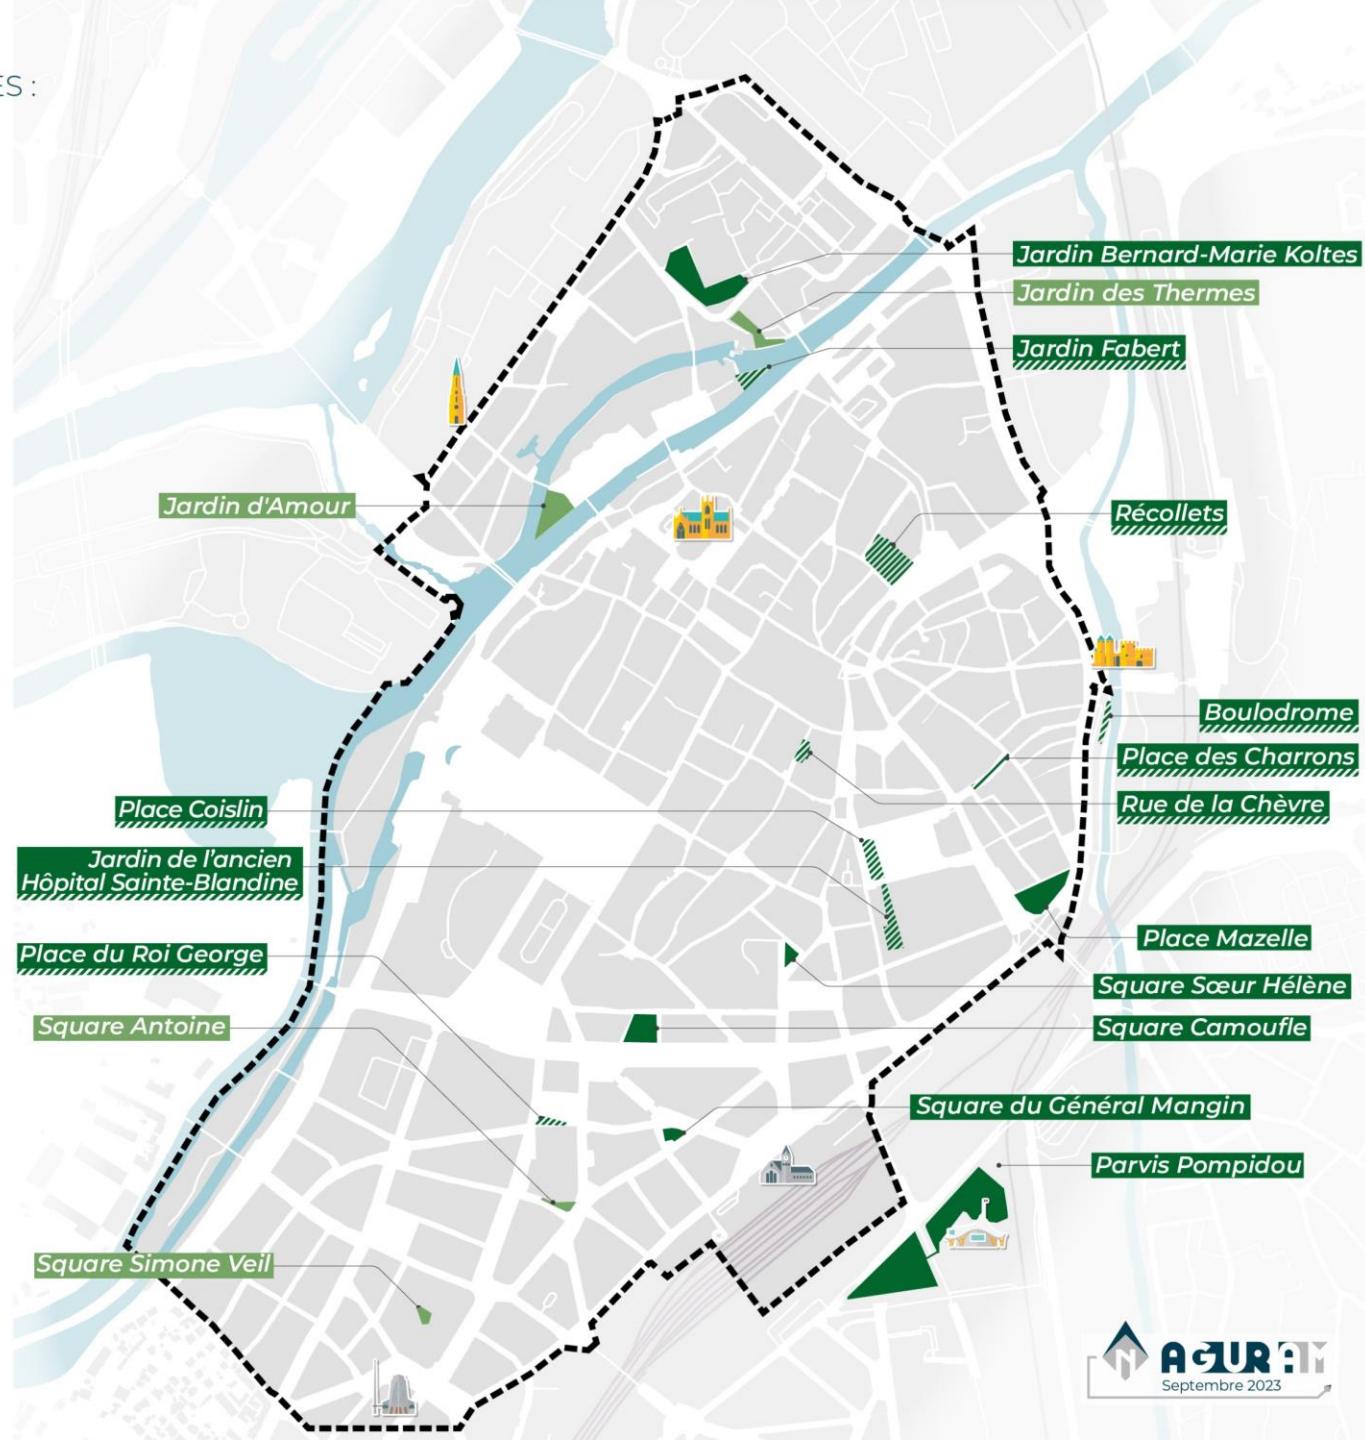 ES :
Jardin Bernard-Marie Koltes
Jardin des Thermes
Jardin Fabert
Jardin d'Amour
Récollets
Boulodrome
Place des Charrons
Rue de la Chèvre
Place Coislin
Jardin de l'ancien
Hôpital Sainte-Blandine
Place Mazelle
Place du Roi George
Square Sœur Hélène
Square Antoine
Square Camoufle
Square du Général Mangin
Parvis Pompidou
Square Simone Veil
N
AGURAM
Septembre 2023